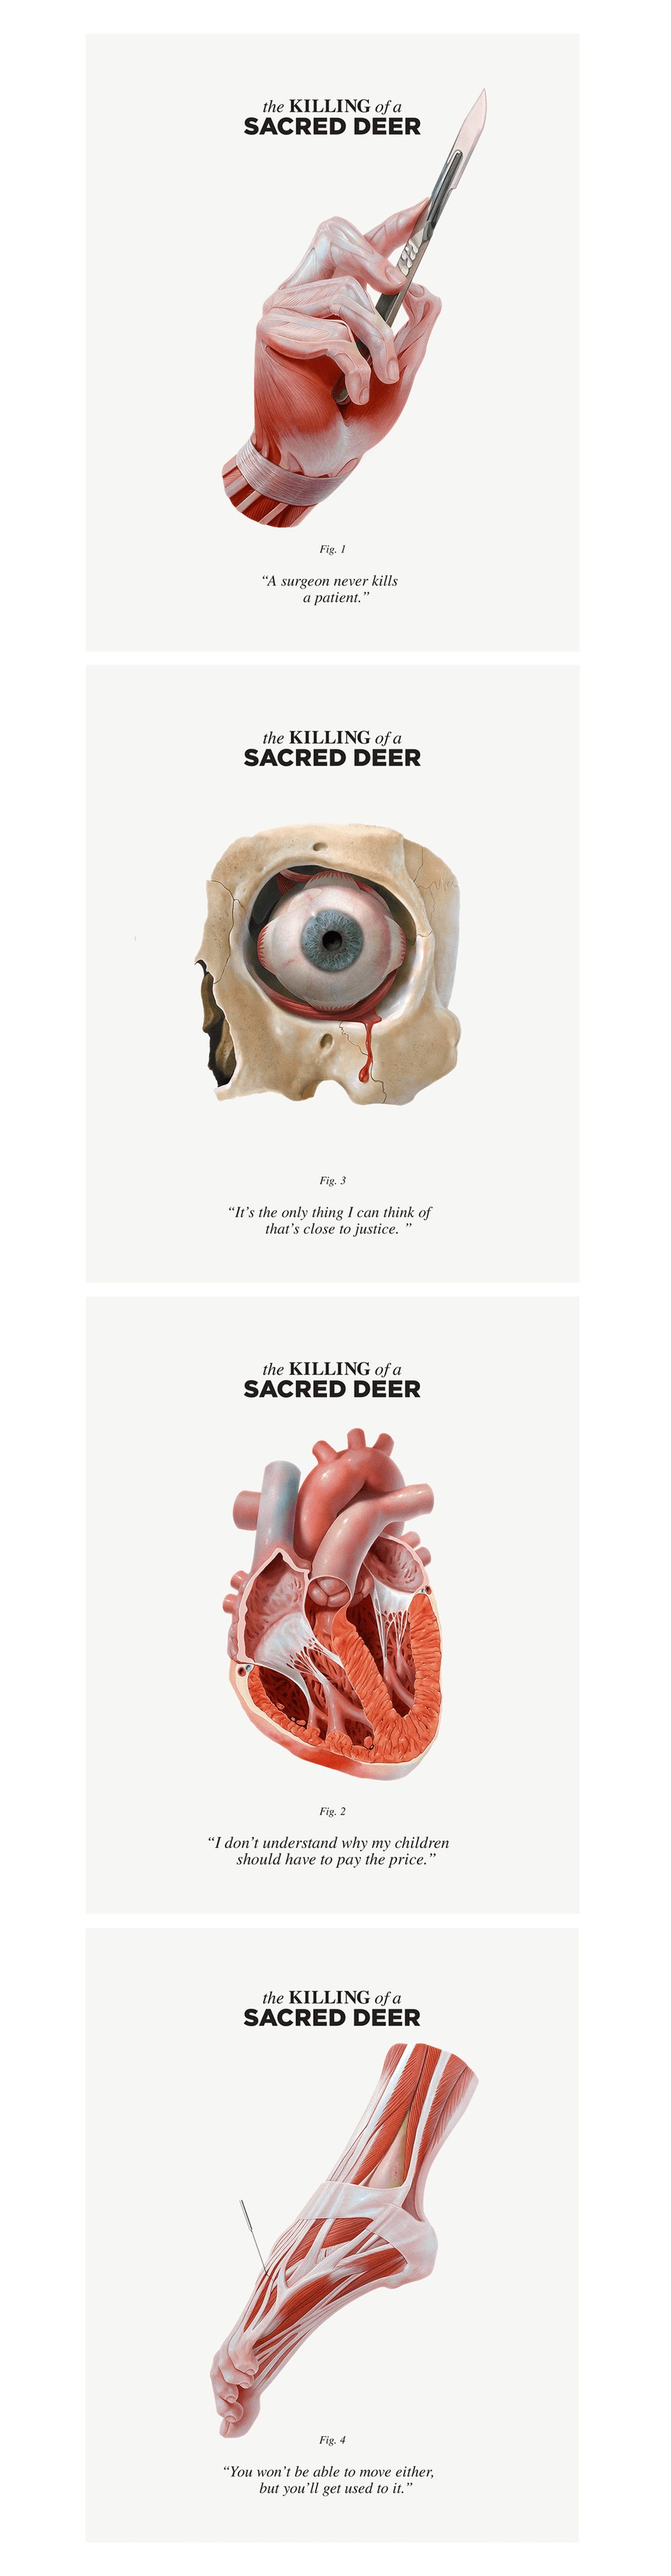 the KILLING of a
SACRED DEER
Fig. 1
“A surgeon never kills
a patient.”
the KILLING of a
SACRED DEER
Fig. 3
“It’s the only thing I can think of
that’s close to justice. ”
the KILLING of a
SACRED DEER
Fig. 2
“I don’t understand why my children
should have to pay the price.”
the KILLING of a
SACRED DEER
Fig. 4
“You won’t be able to move either,
but you’ll get used to it.”